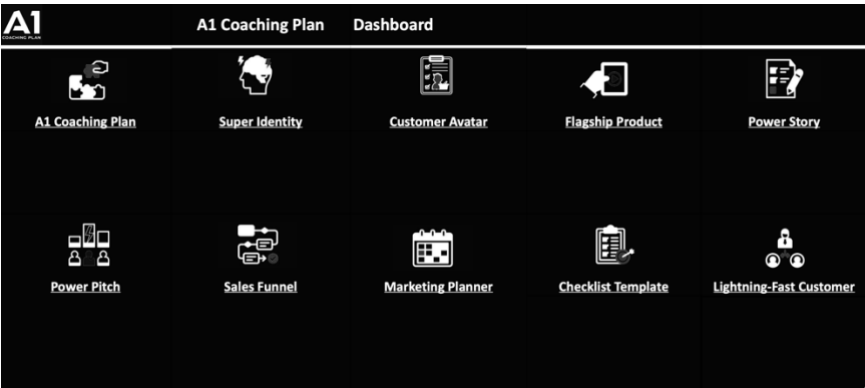 A1
COACHING PLAN
A1 Coaching Plan Dashboard
A1 Coaching Plan
Super Identity
Customer Avatar
Flagship Product
Power Story
Power Pitch
Sales Funnel
Marketing Planner
Checklist Template
Lightning-Fast Customer